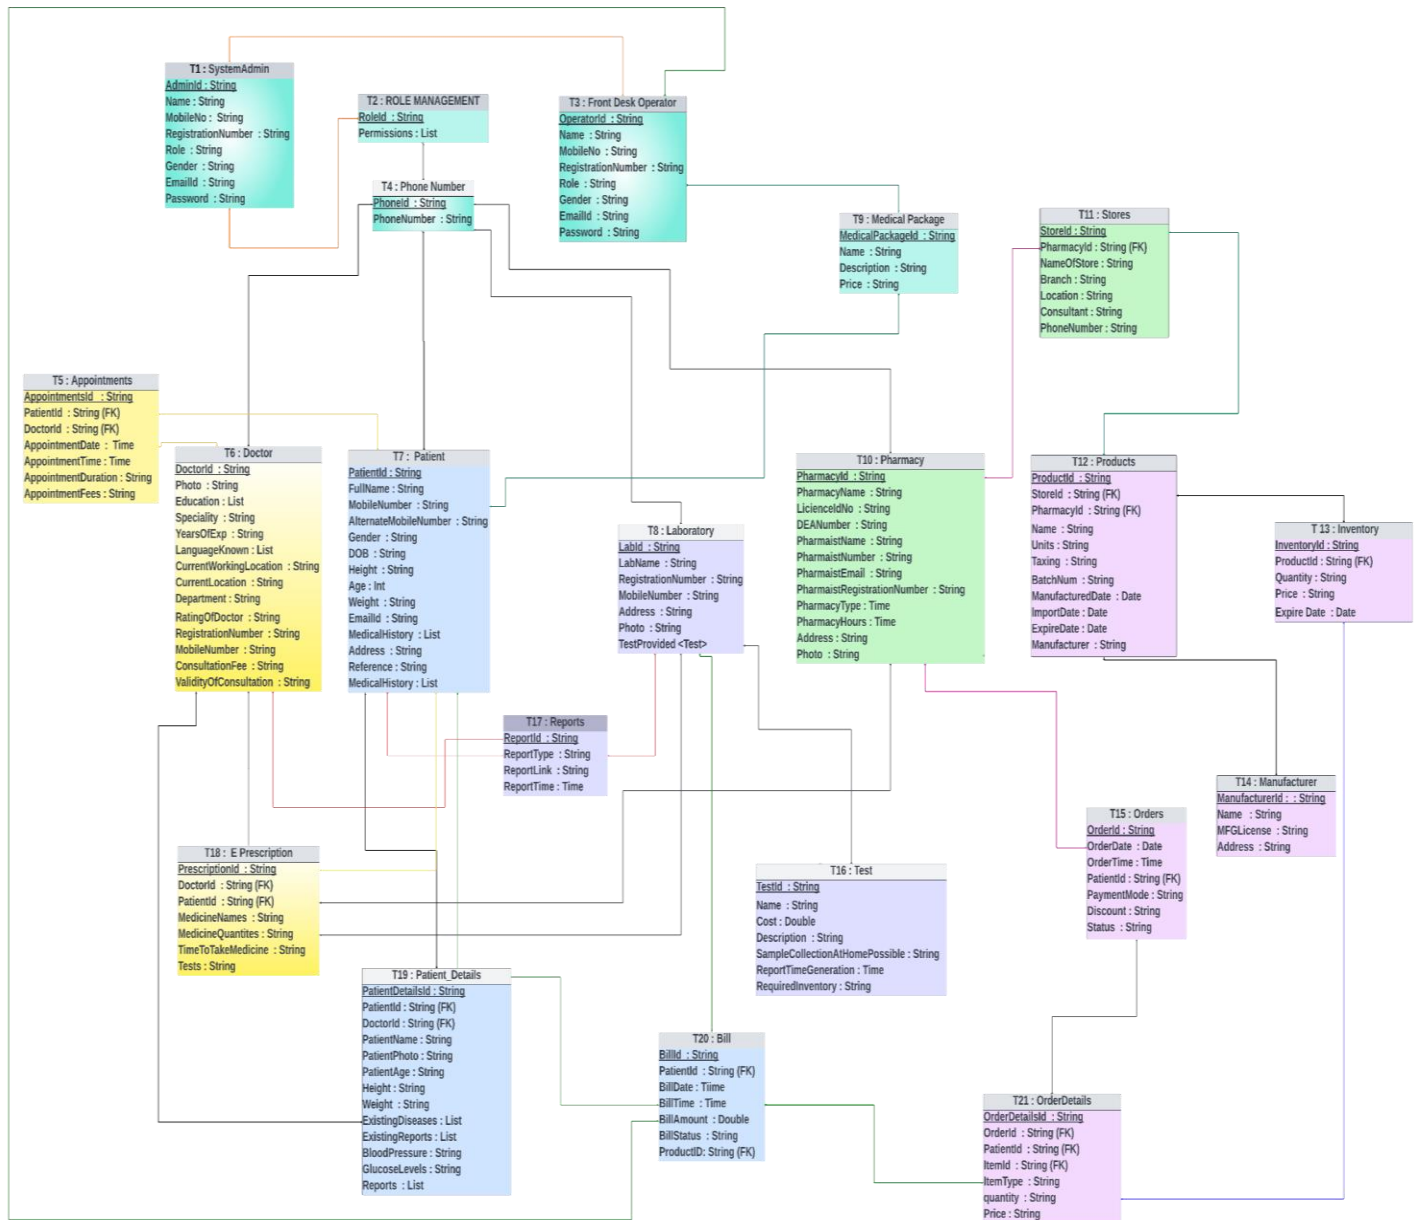 T1 : SystemAdmin
AdminId : String
Name : String
MobileNo : String
RegistrationNumber : String
Role : String
Gender : String
EmailId : String
Password : String
T2 : ROLE MANAGEMENT
RoleId : String
Permissions : List
T3 : Front Desk Operator
OperatorId : String
Name : String
MobileNo : String
RegistrationNumber : String
Role : String
Gender : String
EmailId : String
Password : String
T4 : Phone Number
PhoneId : String
PhoneNumber : String
T9 : Medical Package
MedicalPackageId : String
Name : String
Description : String
Price : String
T11 : Stores
StoreId : String
PharmacyId : String (FK)
NameOfStore : String
Branch : String
Location : String
Consultant : String
PhoneNumber : String
T5 : Appointments
AppointmentsId : String
PatientId : String (FK)
DoctorId : String (FK)
AppointmentDate : Time
AppointmentTime : Time
AppointmentDuration : String
AppointmentFees : String
T6 : Doctor
DoctorId : String
Photo : String
Education : List
Speciality : String
YearsOfExp : String
LanguageKnown : List
CurrentWorkingLocation : String
CurrentLocation : String
Department : String
RatingOfDoctor : String
RegistrationNumber : String
MobileNumber : String
ConsultationFee : String
ValidityOfConsultation : String
T7 : Patient
PatientId : String
FullName : String
MobileNumber : String
AlternateMobileNumber : String
Gender : String
DOB : String
Height : String
Age : Int
Weight : String
EmailId : String
MedicalHistory : List
Address : String
Reference : String
MedicalHistory : List
T8 : Laboratory
LabId : String
LabName : String
RegistrationNumber : String
MobileNumber : String
Address : String
Photo : String
TestProvided <Test>
T10 : Pharmacy
PharmacyId : String
PharmacyName : String
LicienceIdNo : String
DEANumber : String
PharmaistName : String
PharmaistNumber : String
PharmaistEmail : String
PharmaistRegistrationNumber : String
PharmacyType : Time
PharmacyHours : Time
Address : String
Photo : String
T12 : Products
ProductId : String
StoreId : String (FK)
PharmacyId : String (FK)
Name : String
Units : String
Taxing : String
BatchNum : String
ManufacturedDate : Date
ImportDate : Date
ExpireDate : Date
Manufacturer : String
T 13 : Inventory
InventoryId : String
ProductId : String (FK)
Quantity : String
Price : String
Expire Date : Date
T17 : Reports
ReportId : String
ReportType : String
ReportLink : String
ReportTime : Time
T14 : Manufacturer
ManufacturerId : : String
Name : String
MFGLicense : String
Address : String
T15 : Orders
OrderId : String
OrderDate : Date
OrderTime : Time
PatientId : String (FK)
PaymentMode : String
Discount : String
Status : String
T18 : E Prescription
PrescriptionId : String
DoctorId : String (FK)
PatientId : String (FK)
MedicineNames : String
MedicineQuantites : String
TimeToTakeMedicine : String
Tests : String
T16 : Test
TestId : String
Name : String
Cost : Double
Description : String
SampleCollectionAtHomePossible : String
ReportTimeGeneration : Time
RequiredInventory : String
T19 : Patient_Details
PatientDetailsId : String
PatientId : String (FK)
DoctorId : String (FK)
PatientName : String
PatientPhoto : String
PatientAge : String
Height : String
Weight : String
ExistingDiseases : List
ExistingReports : List
BloodPressure : String
GlucoseLevels : String
Reports : List
T20 : Bill
BillId : String
PatientId : String (FK)
BillDate : Tiime
BillTime : Time
BillAmount : Double
BillStatus : String
ProductID: String (FK)
T21 : OrderDetails
OrderDetailsId : String
OrderId : String (FK)
PatientId : String (FK)
ItemId : String (FK)
ItemType : String
quantity : String
Price : String